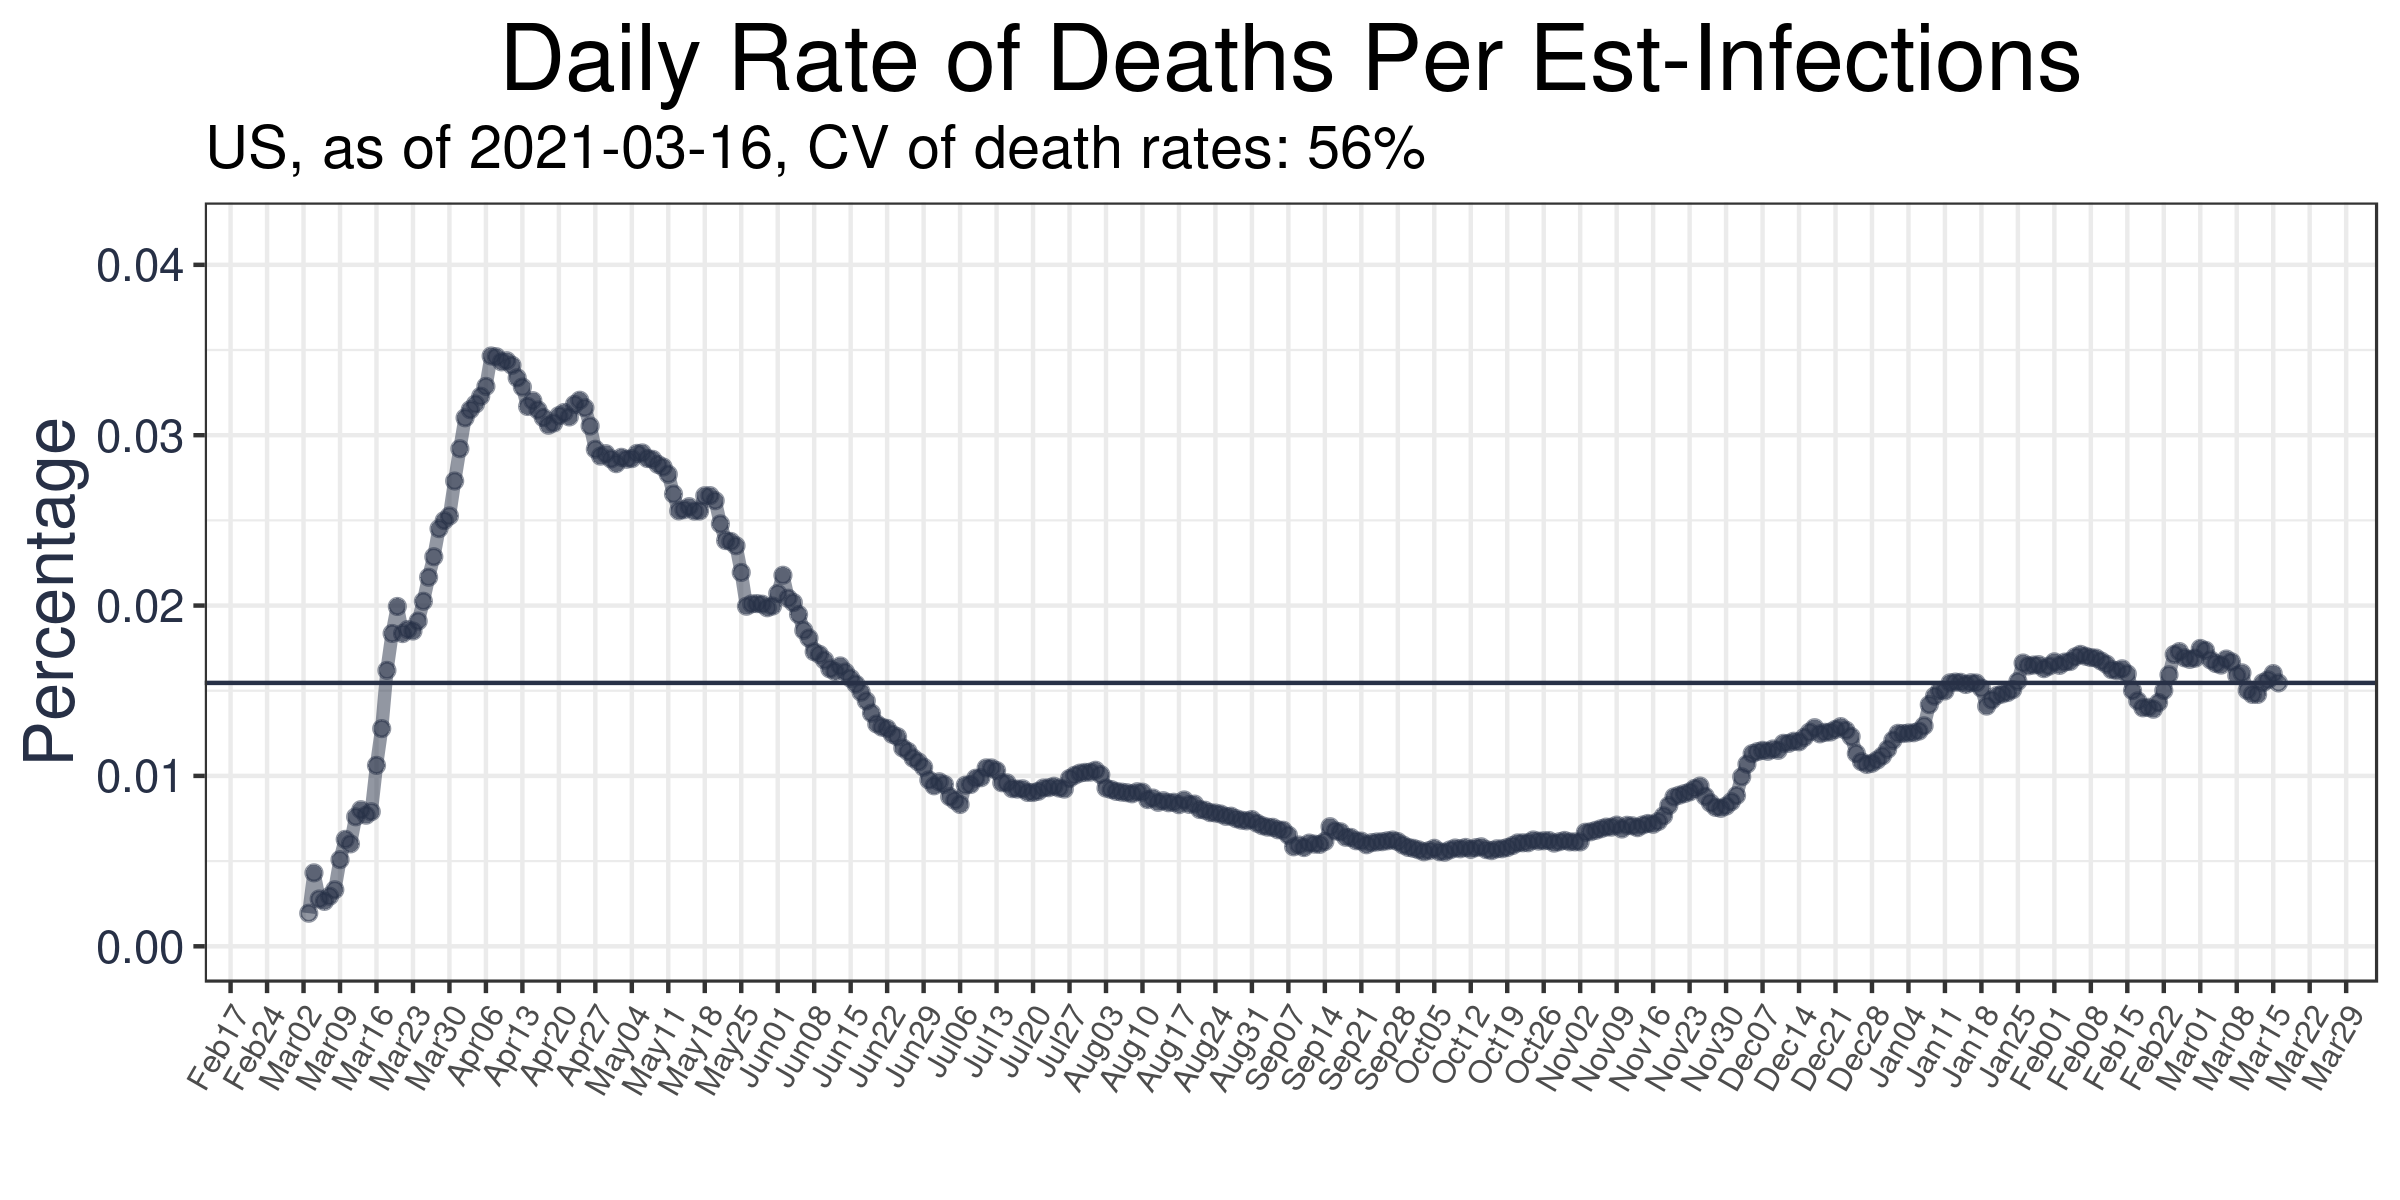 Daily Rate of Deaths Per Est-Infections
US, as of 2021-03-16, CV of death rates: 56%
Percentage
0.04
0.03
0.02
0.01
0.00
Feb17
Feb24
Mar02
Mar09
Mar16
Mar23
Mar30
Apr06
Apr13
Apr20
Apr27
May04
May11
May18
May25
Jun01
Jun08
Jun15
Jun22
Jun29
Jul06
Jul13
Jul20
Jul27
Aug03
Aug10
Aug17
Aug24
Aug31
Sep07
Sep14
Sep21
Sep28
Oct05
Oct12
Oct19
Oct26
Nov02
Nov09
Nov16
Nov23
Nov30
Dec07
Dec14
Dec21
Dec28
Jan04
Jan11
Jan18
Jan25
Feb01
Feb08
Feb15
Feb22
Mar01
Mar08
Mar15
Mar22
Mar29